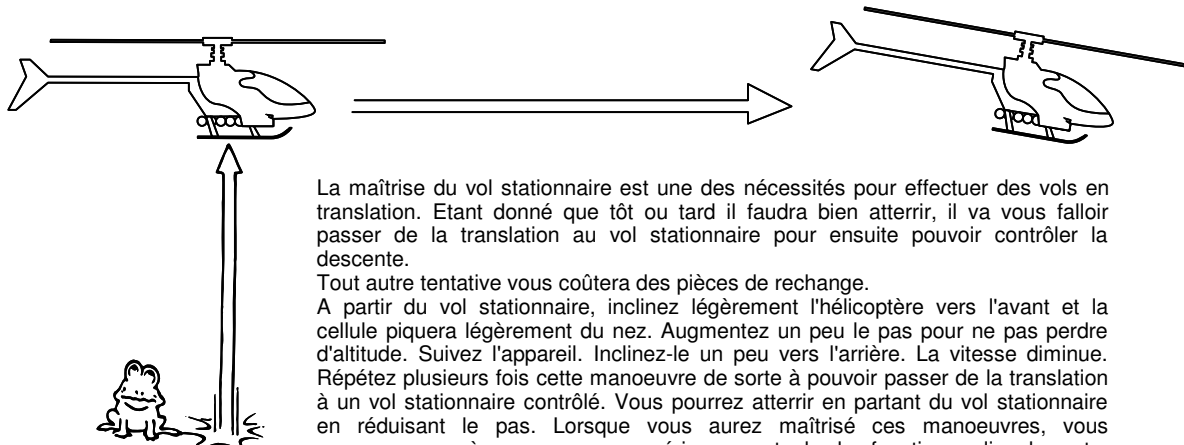 La maîtrise du vol stationnaire est une des nécessités pour effectuer des vols en
translation. Etant donné que tôt ou tard il faudra bien atterrir, il va vous falloir
passer de la translation au vol stationnaire pour ensuite pouvoir contrôler la
descente.
Tout autre tentative vous coûtera des pièces de rechange.
A partir du vol stationnaire, inclinez légèrement l'hélicoptère vers l'avant et la
cellule piquera légèrement du nez. Augmentez un peu le pas pour ne pas perdre
d'altitude. Suivez l'appareil. Inclinez-le un peu vers l'arrière. La vitesse diminue.
Répétez plusieurs fois cette manoeuvre de sorte à pouvoir passer de la translation
à un vol stationnaire contrôlé. Vous pourrez atterrir en partant du vol stationnaire
en réduisant le pas. Lorsque vous aurez maîtrisé ces manoeuvres, vous